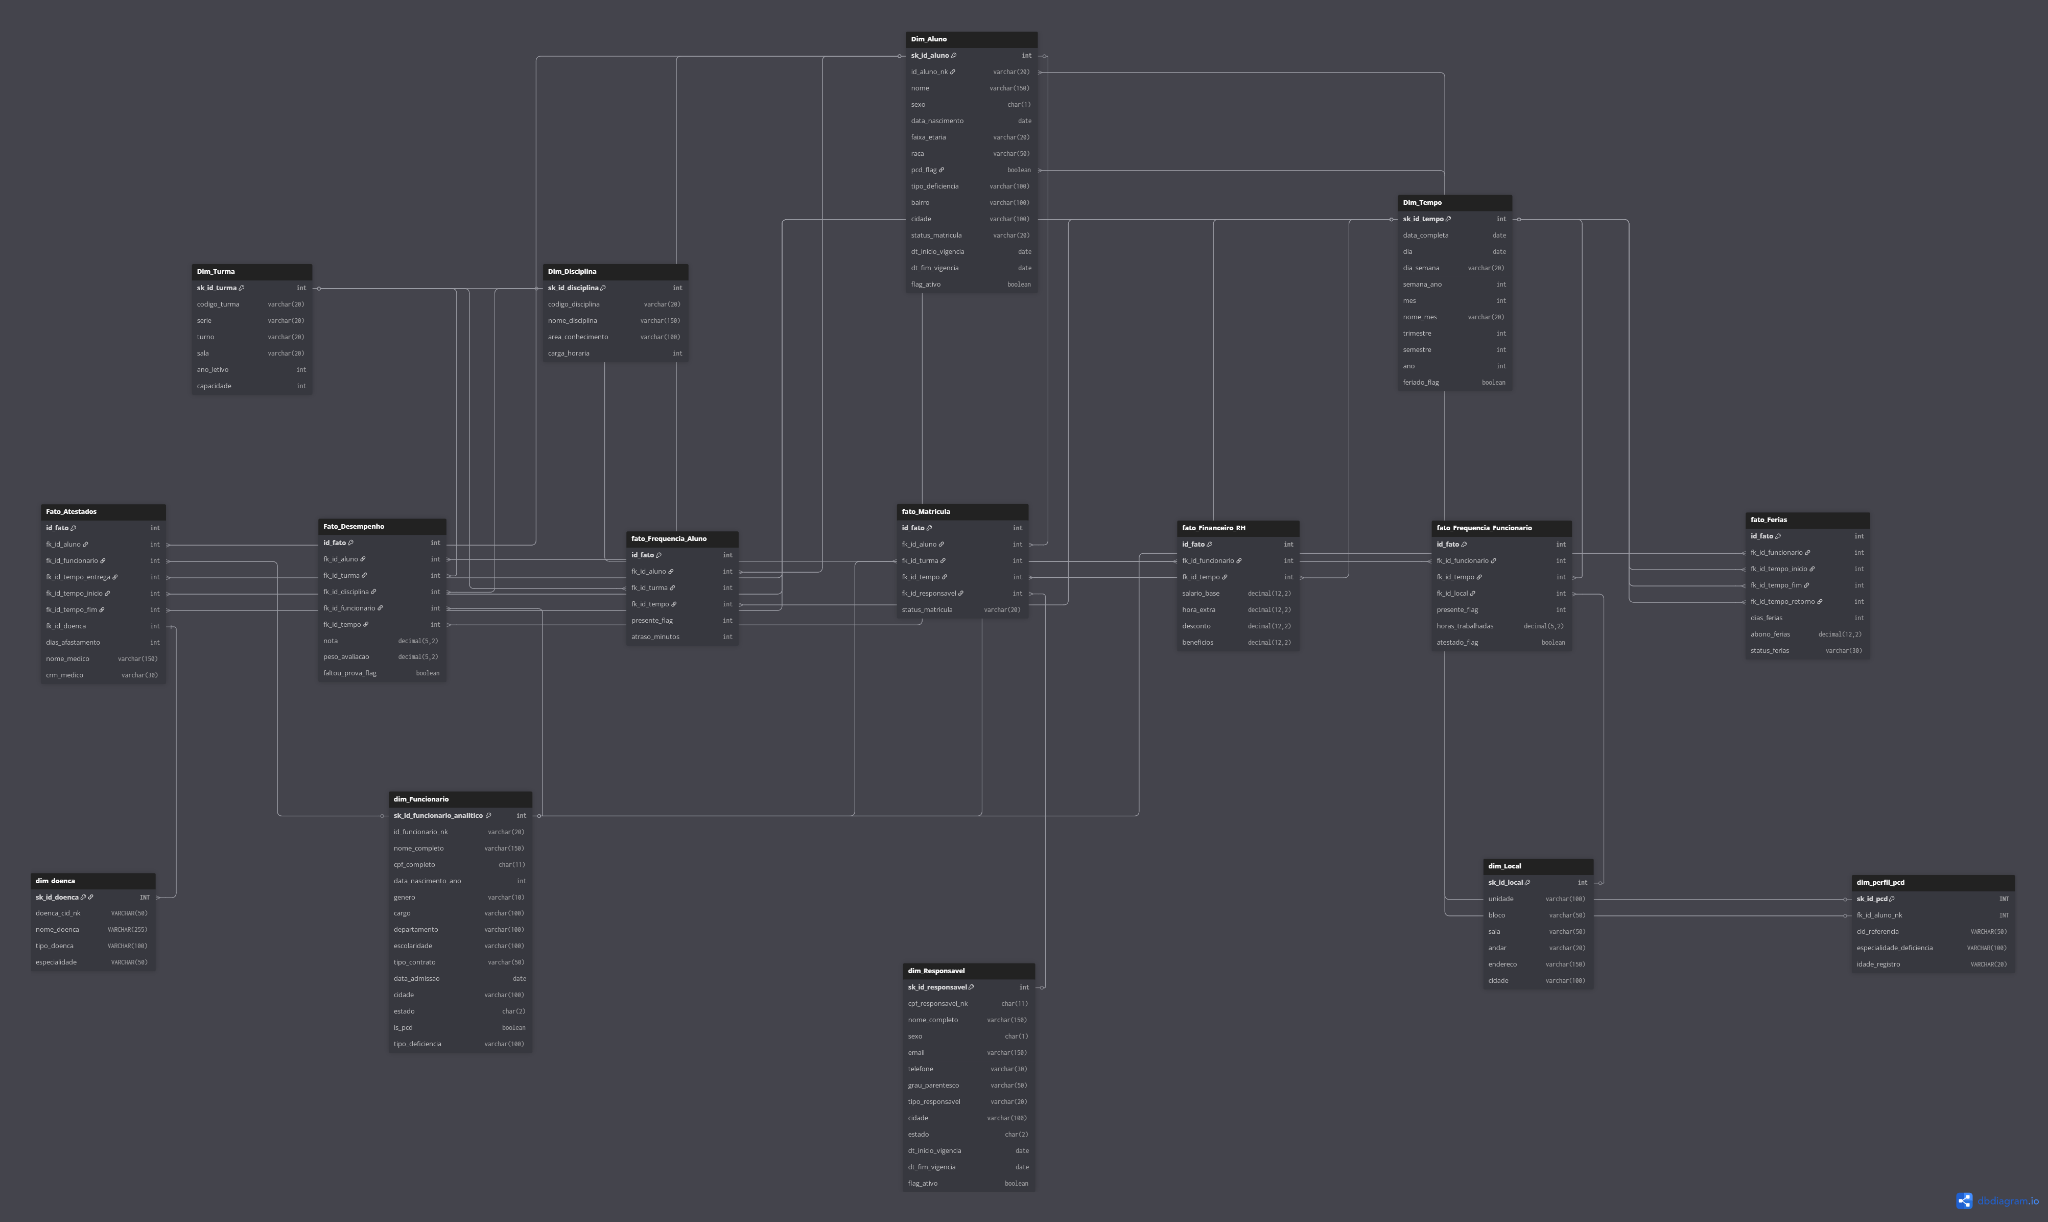 Dim_Aluno
sk_id_aluno int
id_aluno_nk varchar(20)
nome varchar(150)
sexo char(1)
data_nascimento date
faixa_etaria varchar(20)
raca varchar(50)
pcd_flag boolean
tipo_deficiencia varchar(100)
bairro varchar(100)
cidade varchar(100)
status_matricula varchar(20)
dt_inicio_vigencia date
dt_fim_vigencia date
flag_ativo boolean
Dim_Tempo
sk_id_tempo int
data_completa date
dia date
dia_semana varchar(20)
semana_ano int
mes int
nome_mes varchar(20)
trimestre int
semestre int
ano int
feriado_flag boolean
Dim_Turma
sk_id_turma int
codigo_turma varchar(20)
serie varchar(20)
turno varchar(20)
sala varchar(20)
ano_letivo int
capacidade int
Dim_Disciplina
sk_id_disciplina int
codigo_disciplina varchar(20)
nome_disciplina varchar(150)
area_conhecimento varchar(100)
carga_horaria int
Fato_Atestados
id_fato int
fk_id_aluno int
fk_id_funcionario int
fk_id_tempo_entrega int
fk_id_tempo_inicio int
fk_id_tempo_fim int
fk_id_doenca int
dias_afastamento int
nome_medico varchar(150)
crm_medico varchar(30)
Fato_Desempenho
id_fato int
fk_id_aluno int
fk_id_turma int
fk_id_disciplina int
fk_id_funcionario int
fk_id_tempo int
nota decimal(5,2)
peso_avaliacao decimal(5,2)
faltou_prova_flag boolean
fato_Frequencia_Aluno
id_fato int
fk_id_aluno int
fk_id_turma int
fk_id_tempo int
presente_flag int
atraso_minutos int
fato_Matricula
id_fato int
fk_id_aluno int
fk_id_turma int
fk_id_tempo int
fk_id_responsavel int
status_matricula varchar(20)
fato_Financeiro_RH
id_fato int
fk_id_funcionario int
fk_id_tempo int
salario_base decimal(12,2)
hora_extra decimal(12,2)
desconto decimal(12,2)
beneficios decimal(12,2)
fato_Frequencia_Funcionario
id_fato int
fk_id_funcionario int
fk_id_tempo int
fk_id_local int
presente_flag int
horas_trabalhadas decimal(5,2)
atestado_flag boolean
fato_Ferias
id_fato int
fk_id_funcionario int
fk_id_tempo_inicio int
fk_id_tempo_fim int
fk_id_tempo_retorno int
dias_ferias int
abono_ferias decimal(12,2)
status_ferias varchar(30)
dim_Funcionario
sk_id_funcionario_analitico int
id_funcionario_nk varchar(20)
nome_completo varchar(150)
cpf_completo char(11)
data_nascimento_ano int
genero varchar(10)
cargo varchar(100)
departamento varchar(100)
escolaridade varchar(100)
tipo_contrato varchar(50)
data_admissao date
cidade varchar(100)
estado char(2)
is_pcd boolean
tipo_deficiencia varchar(100)
dim_doenca
sk_id_doenca INT
doenca_cid_nk VARCHAR(50)
nome_doenca VARCHAR(255)
tipo_doenca VARCHAR(100)
especialidade VARCHAR(50)
dim_Responsavel
sk_id_responsavel int
cpf_responsavel_nk char(11)
nome_completo varchar(150)
sexo char(1)
email varchar(150)
telefone varchar(30)
grau_parentesco varchar(50)
tipo_responsavel varchar(20)
cidade varchar(100)
estado char(2)
dt_inicio_vigencia date
dt_fim_vigencia date
flag_ativo boolean
dim_Local
sk_id_local int
unidade varchar(100)
bloco varchar(50)
sala varchar(50)
andar varchar(20)
endereco varchar(150)
cidade varchar(100)
dim_perfil_pcd
sk_id_pcd INT
fk_id_aluno_nk INT
cid_referencia VARCHAR(50)
especialidade_deficiencia VARCHAR(100)
idade_registro VARCHAR(20)
dbdiagram.io